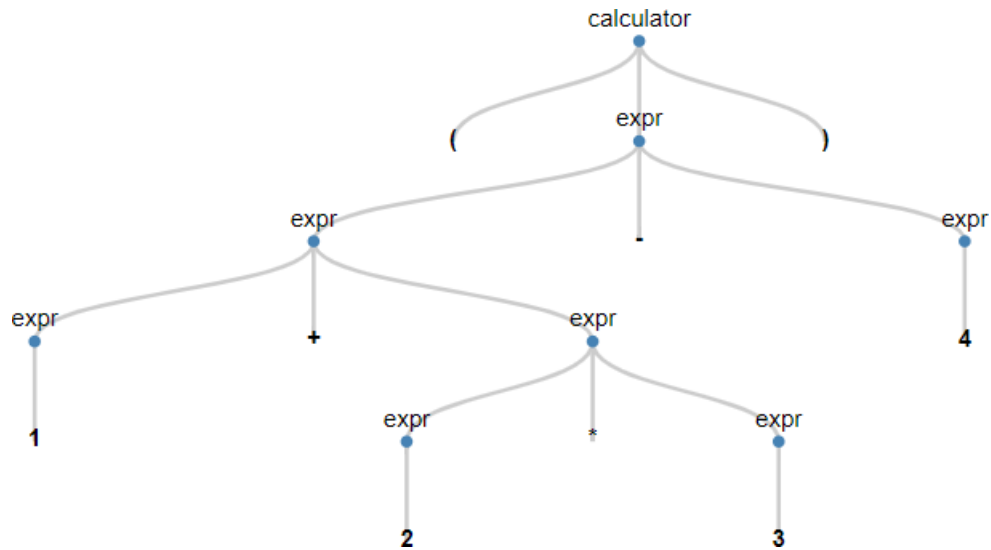 calculator
( expr )
expr - expr
expr + expr 4
1 expr * expr
2 3